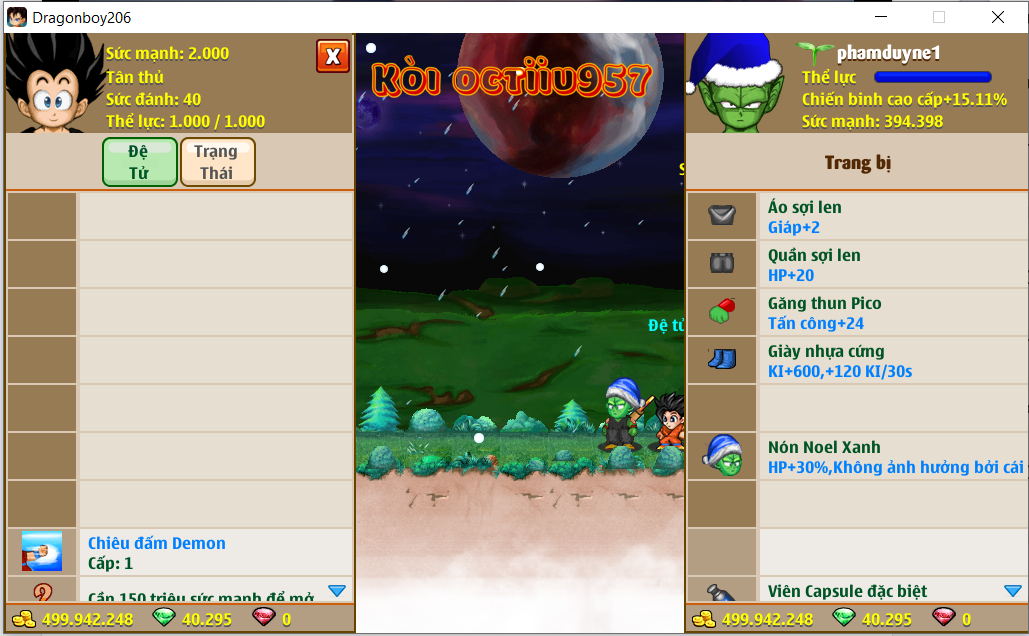 Dragonboy206
Sức mạnh: 2.000
Tân thủ
Sức đánh: 40
Thể lực: 1.000 / 1.000
X
Đệ
Tử
Trạng
Thái
Chiêu đấm Demon
Cấp: 1
Cần 150 triệu sức mạnh để mở
499.942.248
40.295
0
Kòi octiiu957
Đệ tử
phamduyne1
Thể lực
Chiến binh cao cấp+15.11%
Sức mạnh: 394.398
Trang bị
Áo sợi len
Giáp+2
Quần sợi len
HP+20
Găng thun Pico
Tấn công+24
Giày nhựa cứng
KI+600,+120 KI/30s
Nón Noel Xanh
HP+30%,Không ảnh hưởng bởi cái
Viên Capsule đặc biệt
499.942.248
40.295
0